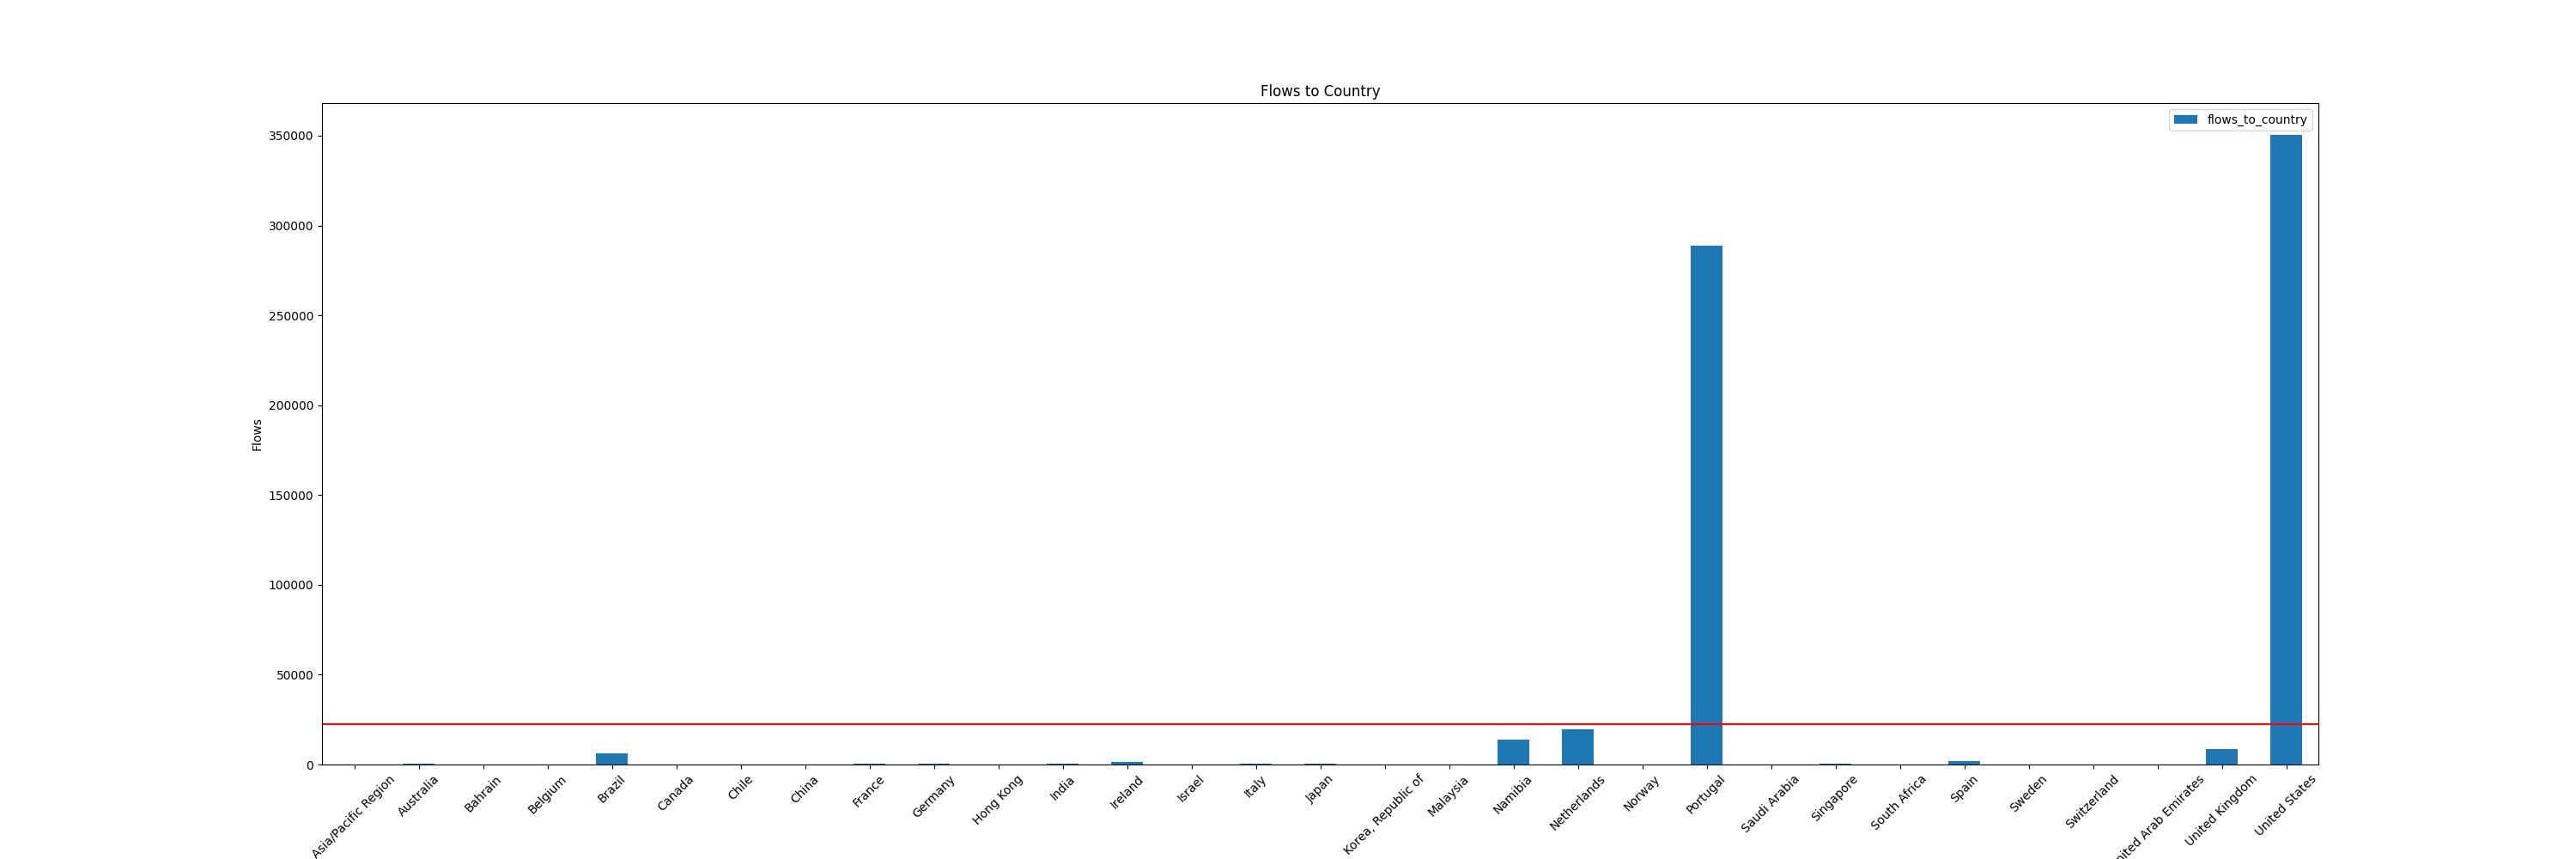 Flows to Country
flows_to_country
350000
300000
250000
200000
150000
100000
50000
0
Flows
Asia/Pacific Region
Australia
Bahrain
Belgium
Brazil
Canada
Chile
China
France
Germany
Hong Kong
India
Ireland
Israel
Italy
Japan
Korea, Republic of
Malaysia
Namibia
Netherlands
Norway
Portugal
Saudi Arabia
Singapore
South Africa
Spain
Sweden
Switzerland
Arab Emirates
United Kingdom
United States